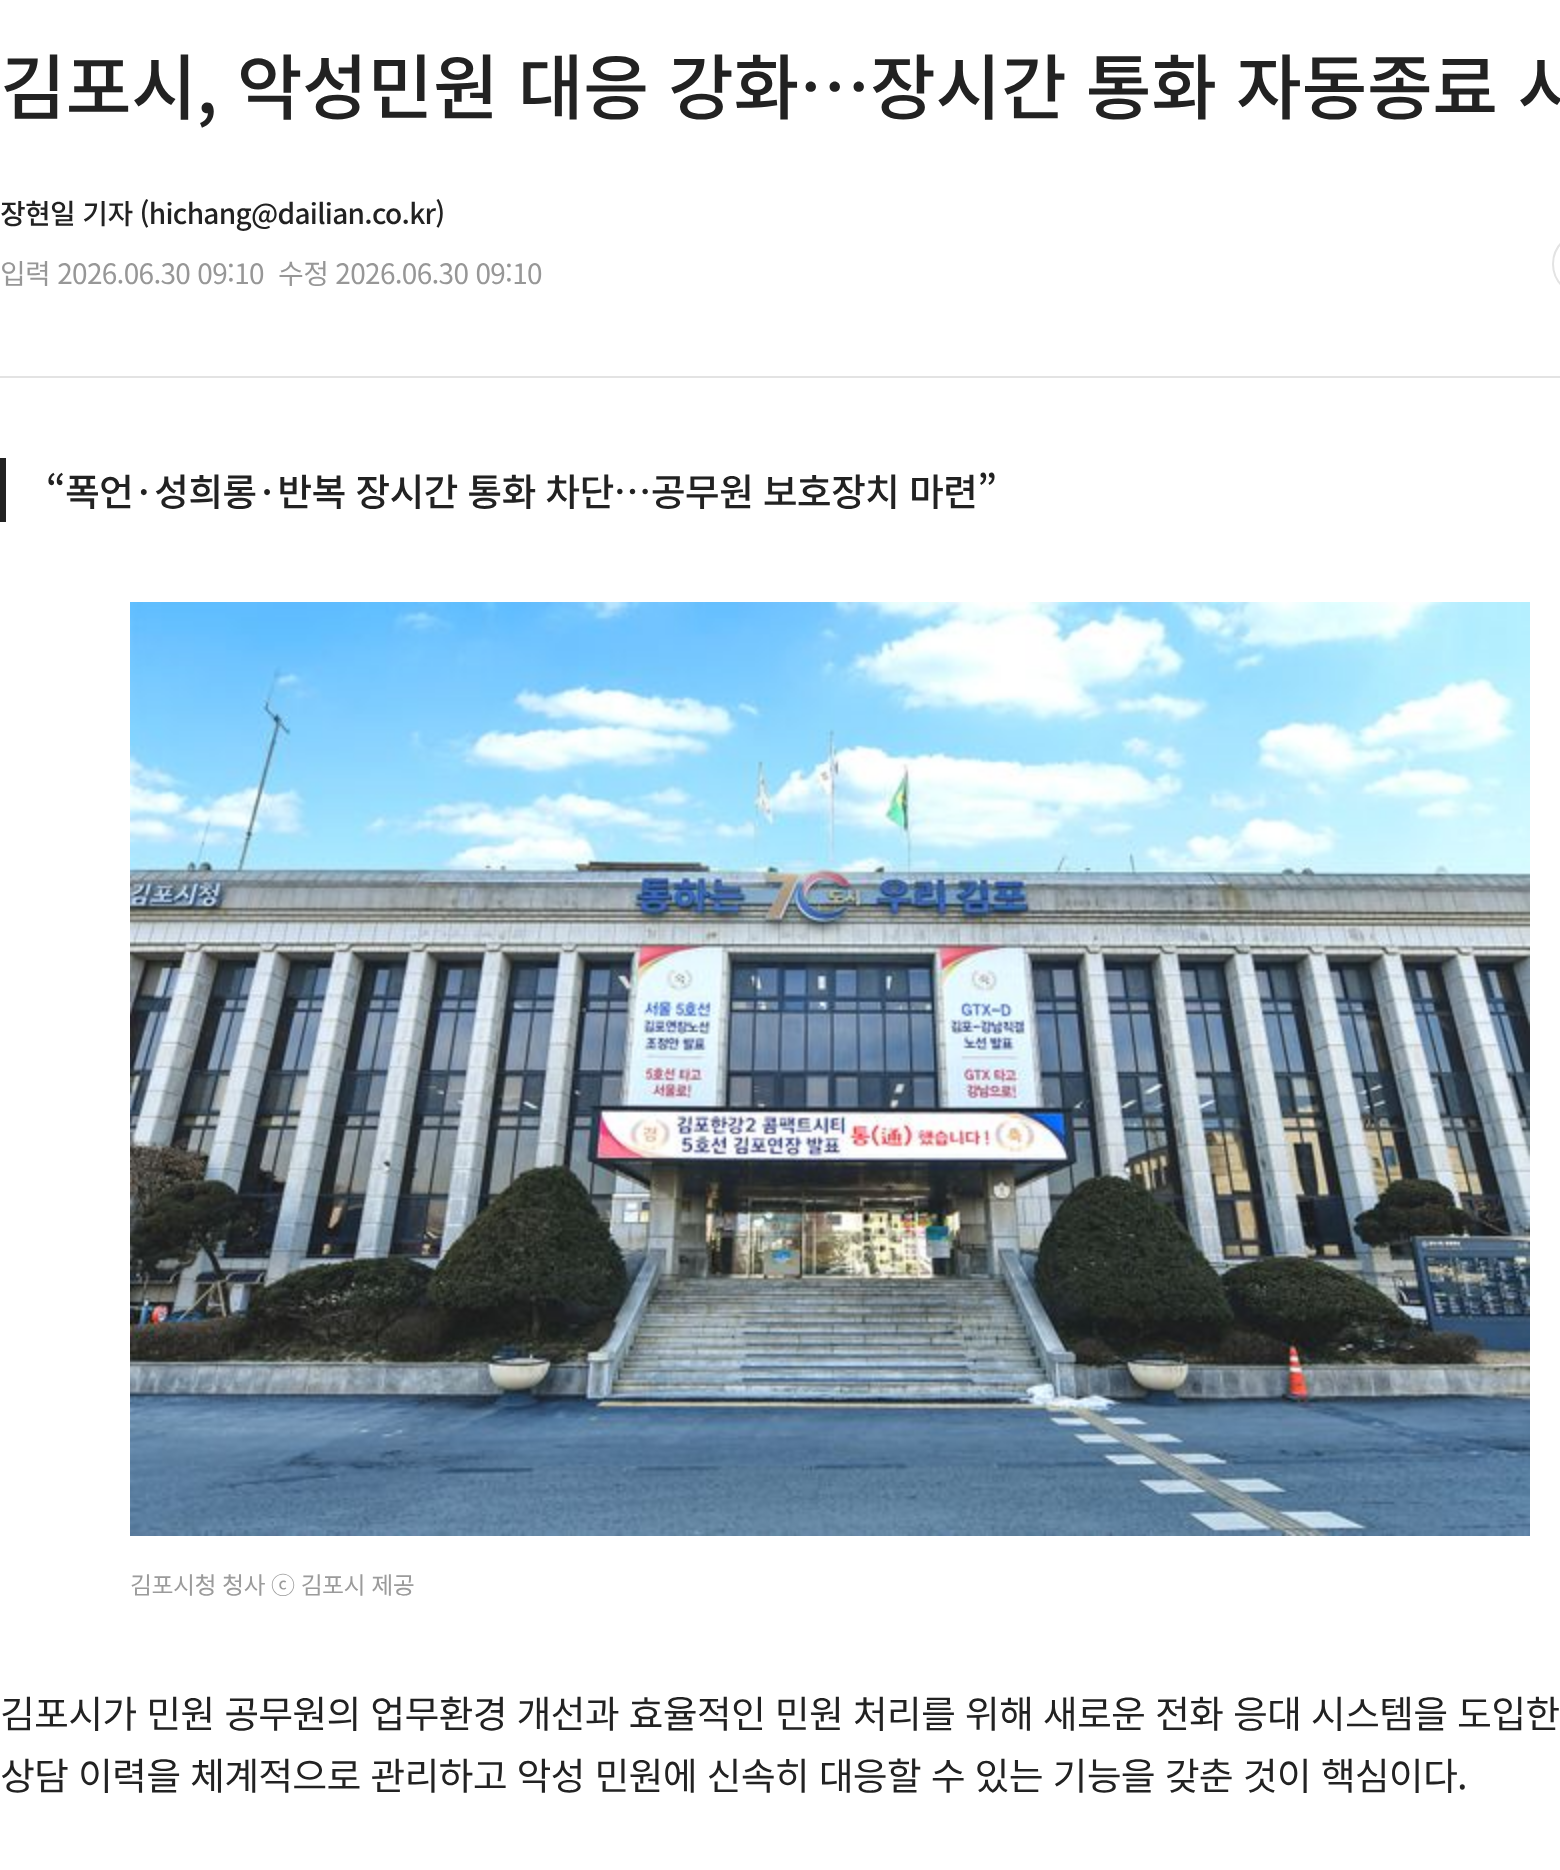 김포시, 악성민원 대응 강화…장시간 통화 자동종료
장현일 기자 (hichang@dailian.co.kr)
입력 2026.06.30 09:10 수정 2026.06.30 09:10
“폭언·성희롱·반복 장시간 통화 차단…공무원 보호장치 마련”
김포시청
통하는 70 도시 우리 김포
서울 5호선
김포연장노선
조정안 발표
5호선 타고
서울로!
GTX-D
김포-강남직결
노선 발표
GTX 타고
강남으로!
경
김포한강2 콤팩트시티
5호선 김포연장 발표
통(通) 했습니다!
축
김포시청 청사 ⓒ 김포시 제공
김포시가 민원 공무원의 업무환경 개선과 효율적인 민원 처리를 위해 새로운 전화 응대 시스템을 도입한
상담 이력을 체계적으로 관리하고 악성 민원에 신속히 대응할 수 있는 기능을 갖춘 것이 핵심이다.